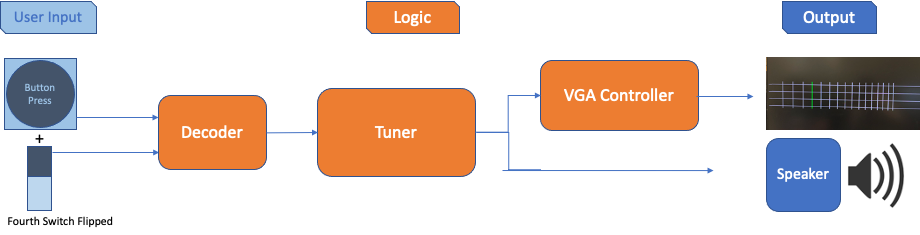 User Input
Logic
Output
Button
Press
+
Fourth Switch Flipped
Decoder
Tuner
VGA Controller
Speaker